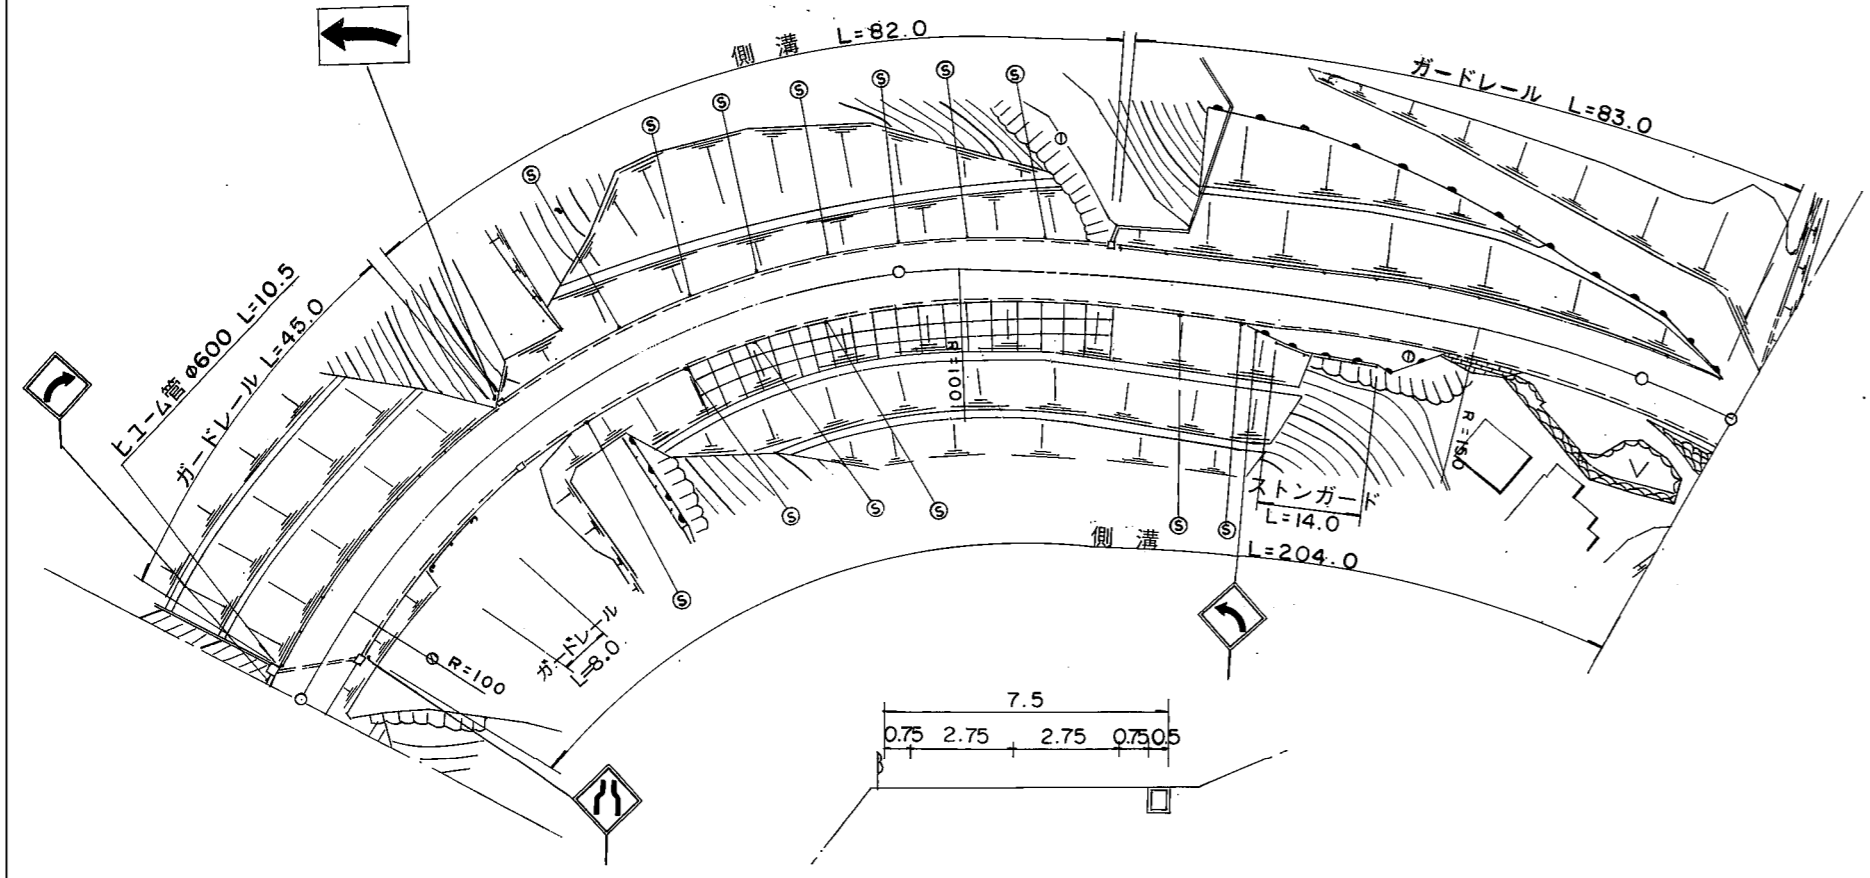 側溝 L=82.0
ガードレール L=83.0
Ⓢ
Ⓢ
Ⓢ
Ⓢ
Ⓢ
Ⓢ
Ⓢ
Ⓢ
ヒューム管 Φ600 L=10.5
ガードレール L=45.0
R=100
R=150
Ⓢ
Ⓢ
Ⓢ
Ⓢ
Ⓢ
Ⓢ
ストンガード
L=14.0
側溝
L=204.0
ガードレール
L=8.0
R=100
7.5
0.75 2.75 2.75 0.75 0.5